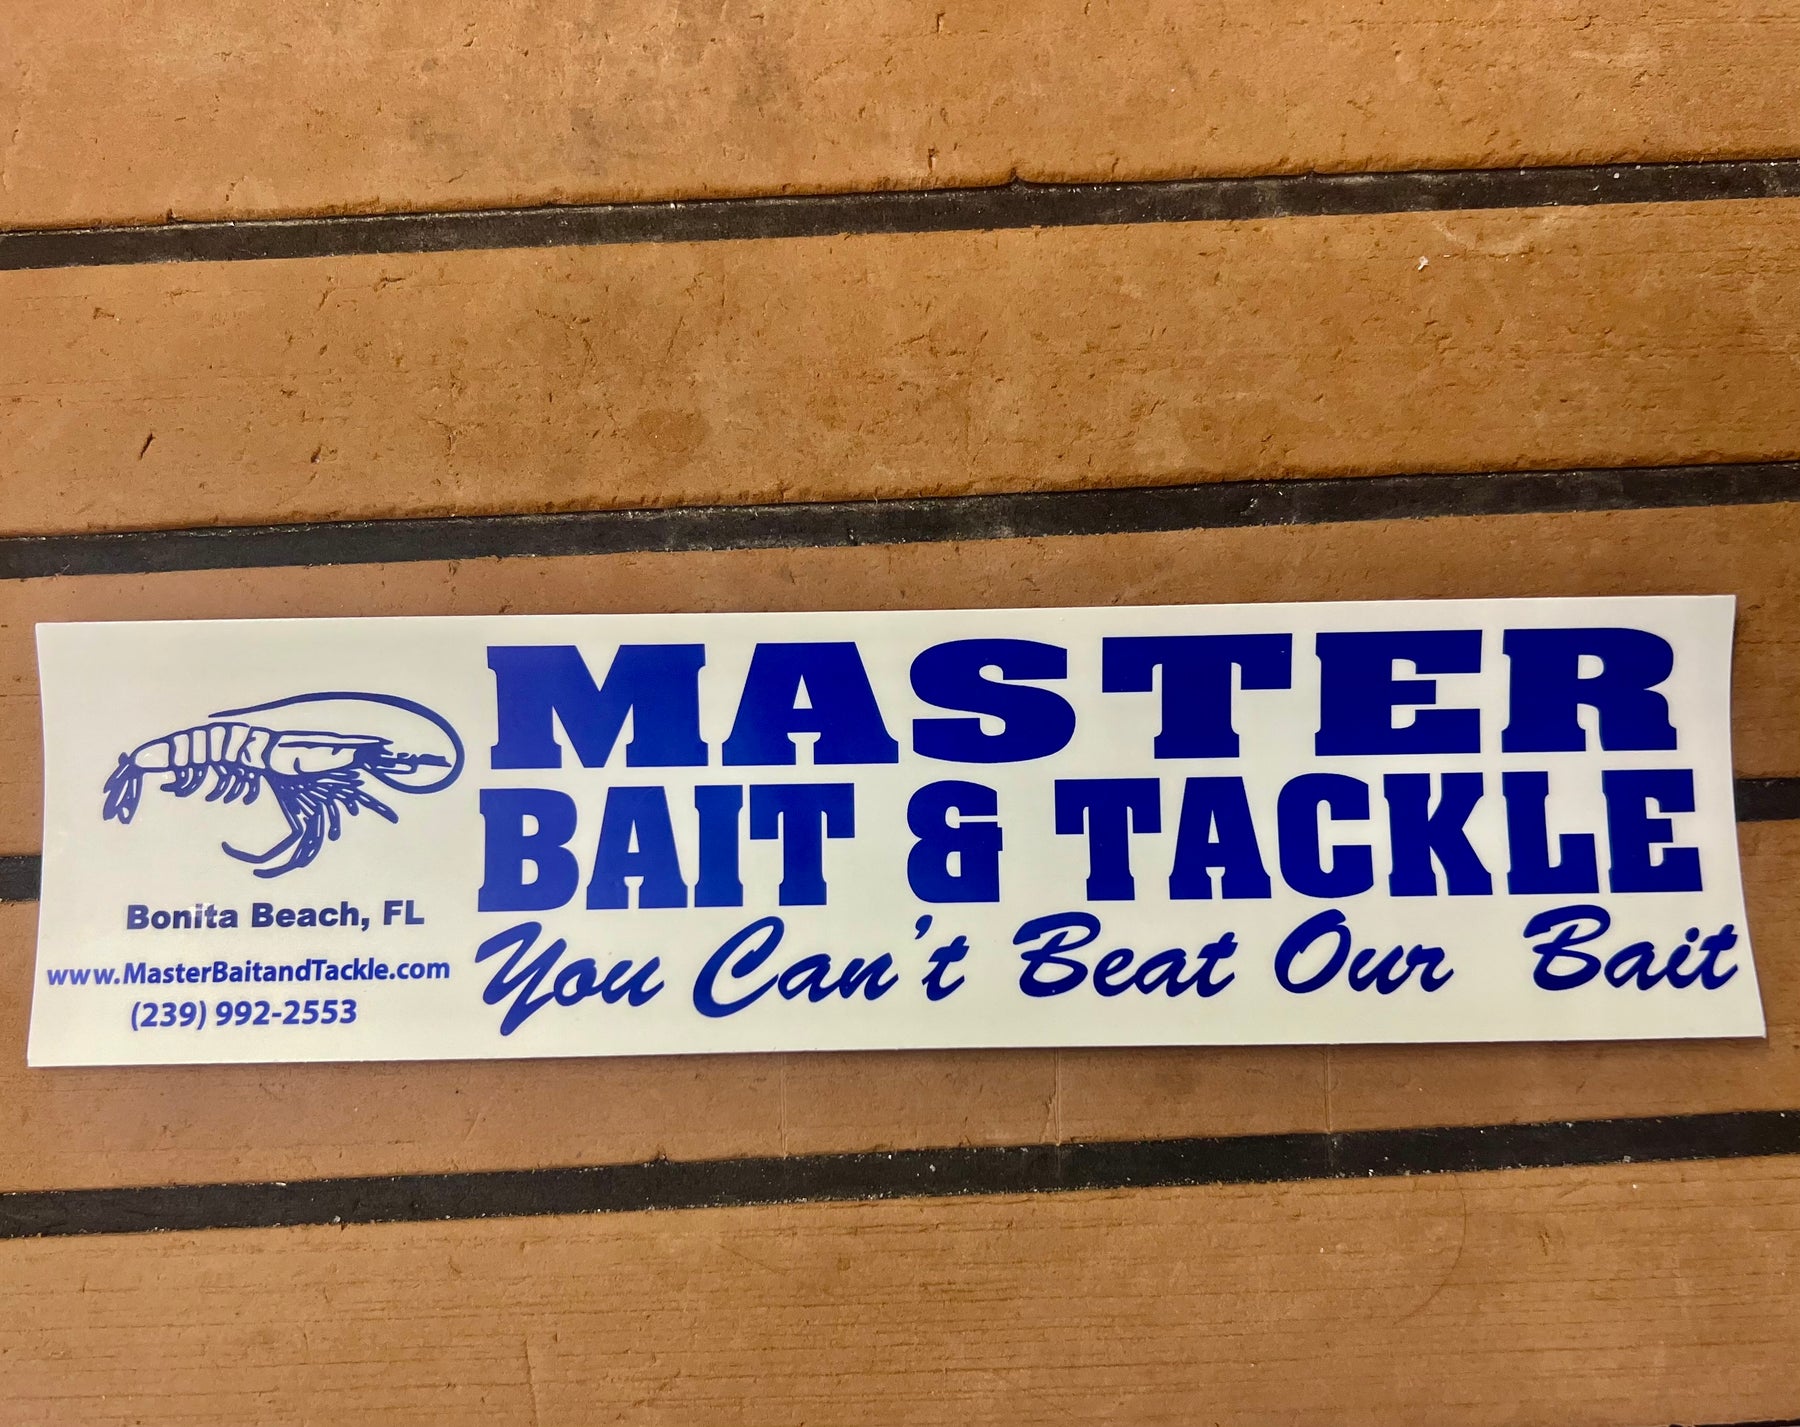 MASTER
BAIT & TACKLE
You Can't Beat Our Bait
Bonita Beach, FL
www.MasterBaitandTackle.com
(239) 992-2553